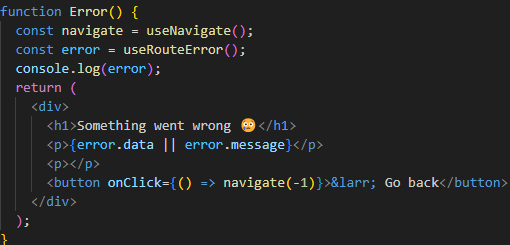 function Error() {
  const navigate = useNavigate();
  const error = useRouteError();
  console.log(error);
  return (
    <div>
      <h1>Something went wrong 😢</h1>
      <p>{error.data || error.message}</p>
      <p></p>
      <button onClick={() => navigate(-1)}>&larr; Go back</button>
    </div>
  );
}